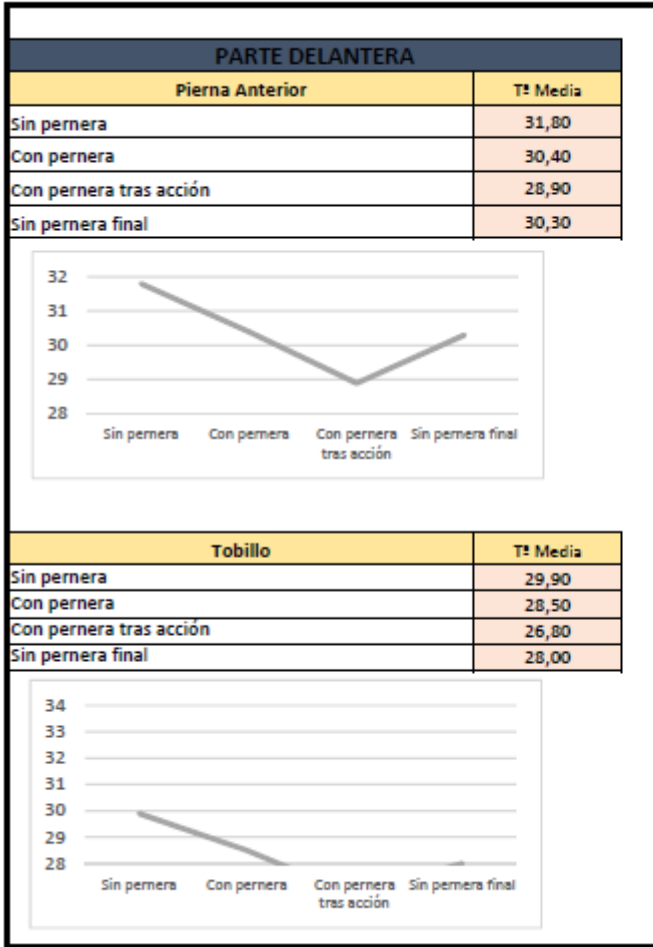 PARTE DELANTERA
Pierna Anterior Tª Media
Sin pernera 31,80
Con pernera 30,40
Con pernera tras acción 28,90
Sin pernera final 30,30
32
31
30
29
28
Sin pernera Con pernera Con pernera Sin pernera final
tras acción
Tobillo Tª Media
Sin pernera 29,90
Con pernera 28,50
Con pernera tras acción 26,80
Sin pernera final 28,00
34
33
32
31
30
29
28
Sin pernera Con pernera Con pernera Sin pernera final
tras acción